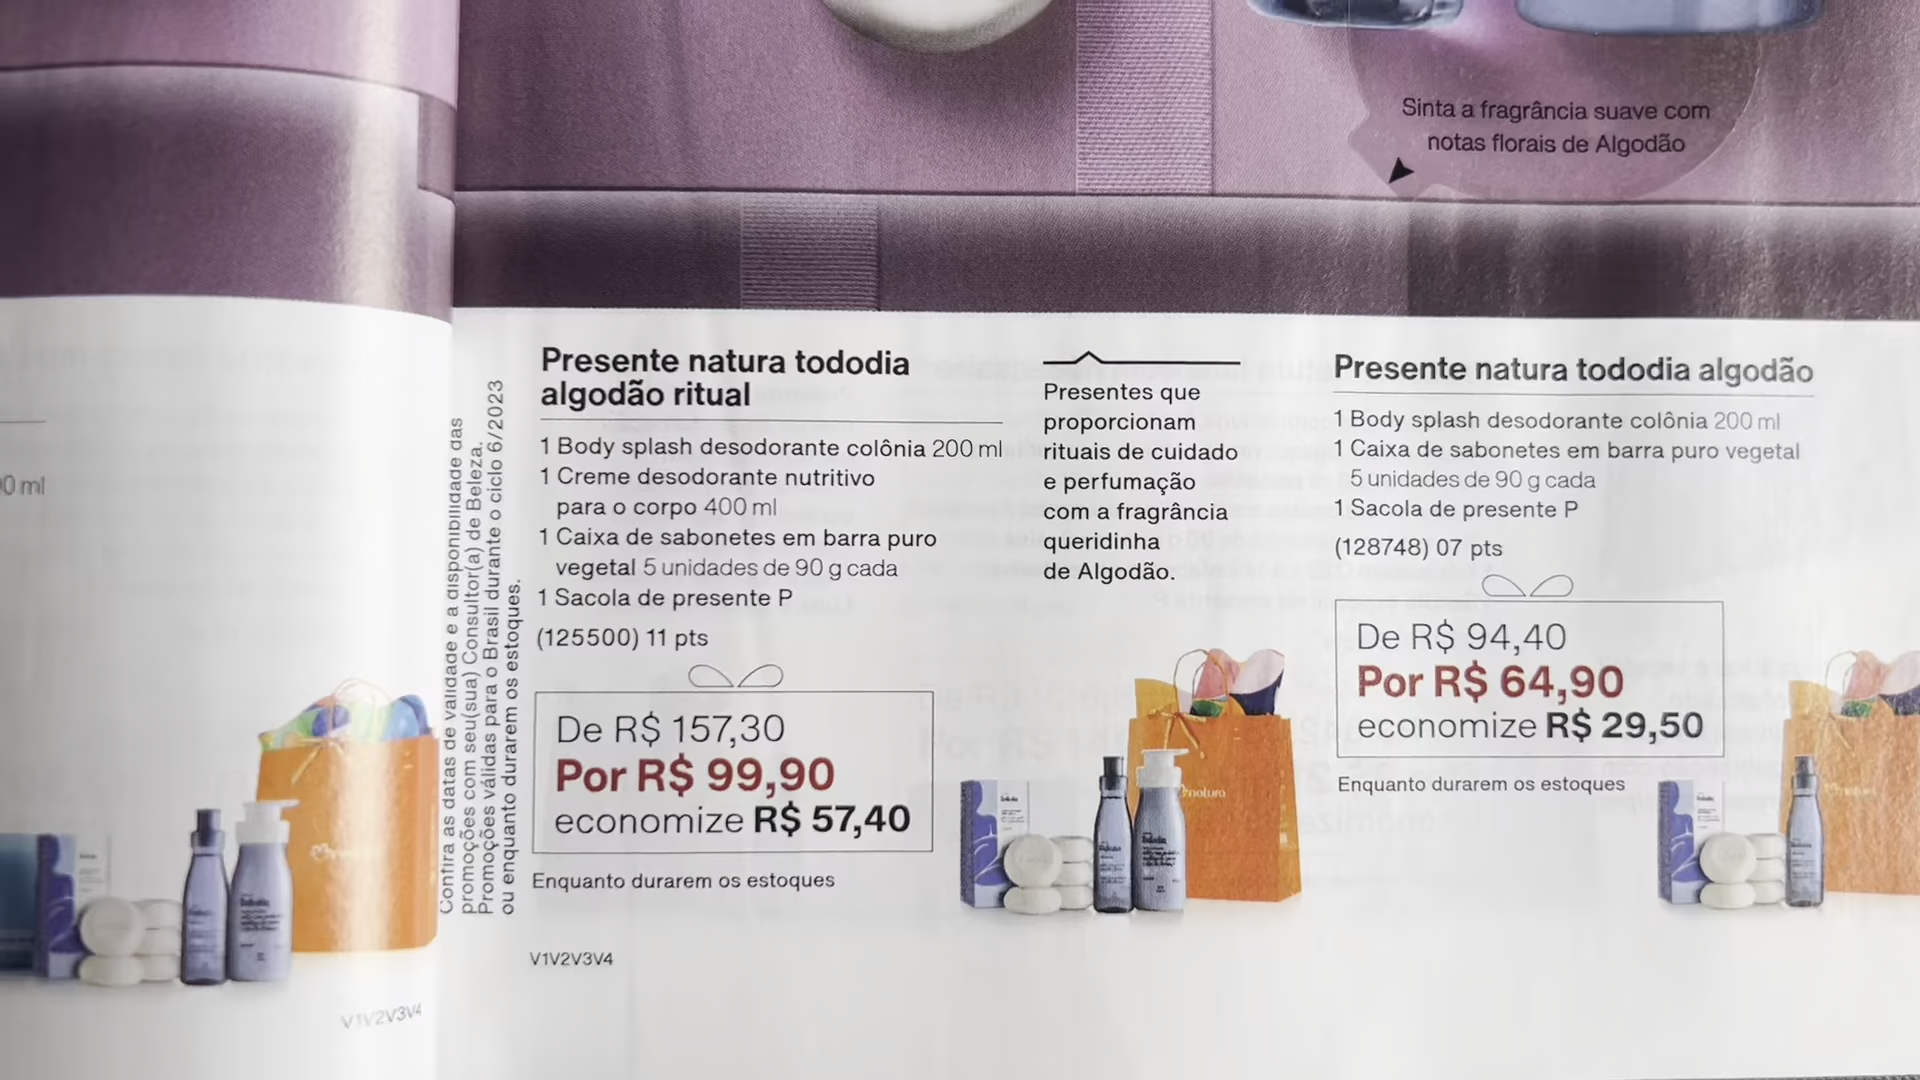 Sinta a fragrância suave com
notas florais de Algodão
0 ml
V1V2V3V4
Confira as datas de validade e a disponibilidade das
promoções com seu(sua) Consultor(a) de Beleza.
Promoções válidas para o Brasil durante o ciclo 6/2023
ou enquanto durarem os estoques.
Presente natura tododia
algodão ritual
1 Body splash desodorante colônia 200 ml
1 Creme desodorante nutritivo
para o corpo 400 ml
1 Caixa de sabonetes em barra puro
vegetal 5 unidades de 90 g cada
1 Sacola de presente P
(125500) 11 pts
De R$ 157,30
Por R$ 99,90
economize R$ 57,40
Enquanto durarem os estoques
V1V2V3V4
Presentes que
proporcionam
rituais de cuidado
e perfumação
com a fragrância
queridinha
de Algodão.
natura
Presente natura tododia algodão
1 Body splash desodorante colônia 200 ml
1 Caixa de sabonetes em barra puro vegetal
5 unidades de 90 g cada
1 Sacola de presente P
(128748) 07 pts
De R$ 94,40
Por R$ 64,90
economize R$ 29,50
Enquanto durarem os estoques